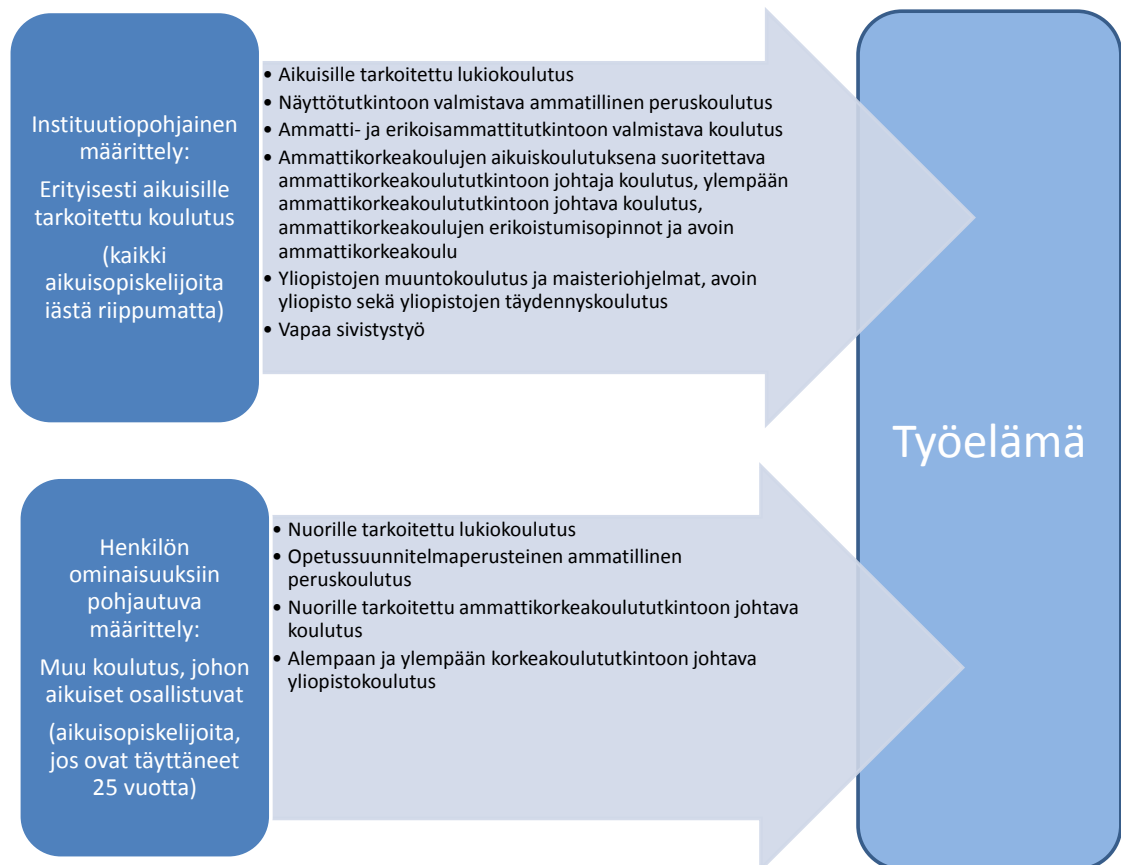 Instituutiopohjainen
määrittely:
Erityisesti aikuisille
tarkoitettu koulutus
(kaikki
aikuisopiskelijoita
iästä riippumatta)
• Aikuisille tarkoitettu lukiokoulutus
• Näyttötutkintoon valmistava ammatillinen peruskoulutus
• Ammatti- ja erikoisammattitutkintoon valmistava koulutus
• Ammattikorkeakoulujen aikuiskoulutuksena suoritettava
ammattikorkeakoulututkintoon johtaja koulutus, ylempään
ammattikorkeakoulututkintoon johtava koulutus,
ammattikorkeakoulujen erikoistumisopinnot ja avoin
ammattikorkeakoulu
• Yliopistojen muuntokoulutus ja maisteriohjelmat, avoin
yliopisto sekä yliopistojen täydennyskoulutus
• Vapaa sivistystyö
Henkilön
ominaisuuksiin
pohjautuva
määrittely:
Muu koulutus, johon
aikuiset osallistuvat
(aikuisopiskelijoita,
jos ovat täyttäneet
25 vuotta)
• Nuorille tarkoitettu lukiokoulutus
• Opetussuunnitelmaperusteinen ammatillinen
peruskoulutus
• Nuorille tarkoitettu ammattikorkeakoulututkintoon johtava
koulutus
• Alempaan ja ylempään korkeakoulututkintoon johtava
yliopistokoulutus
Työelämä